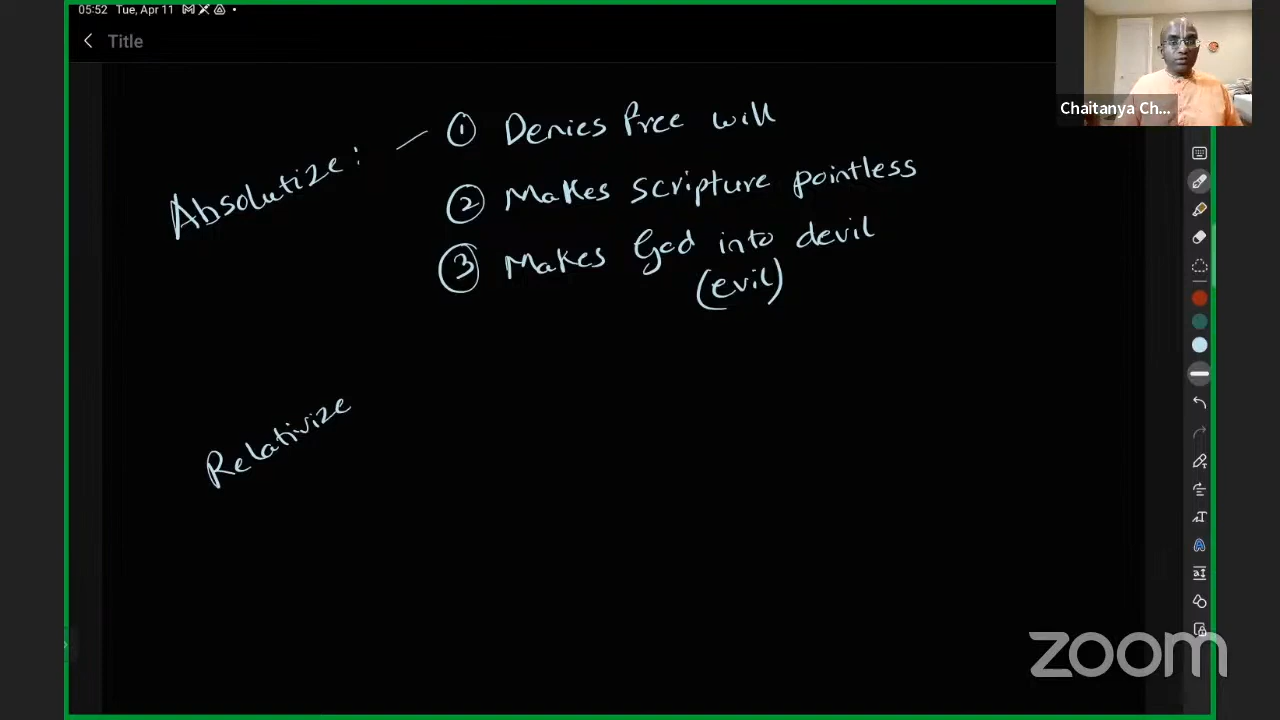 05:52 Tue, Apr 11
Title
Chaitanya Ch...
Absolutize: — ① Denies free will
② Makes scripture pointless
③ Makes God into devil
(evil)
Relativize
zoom